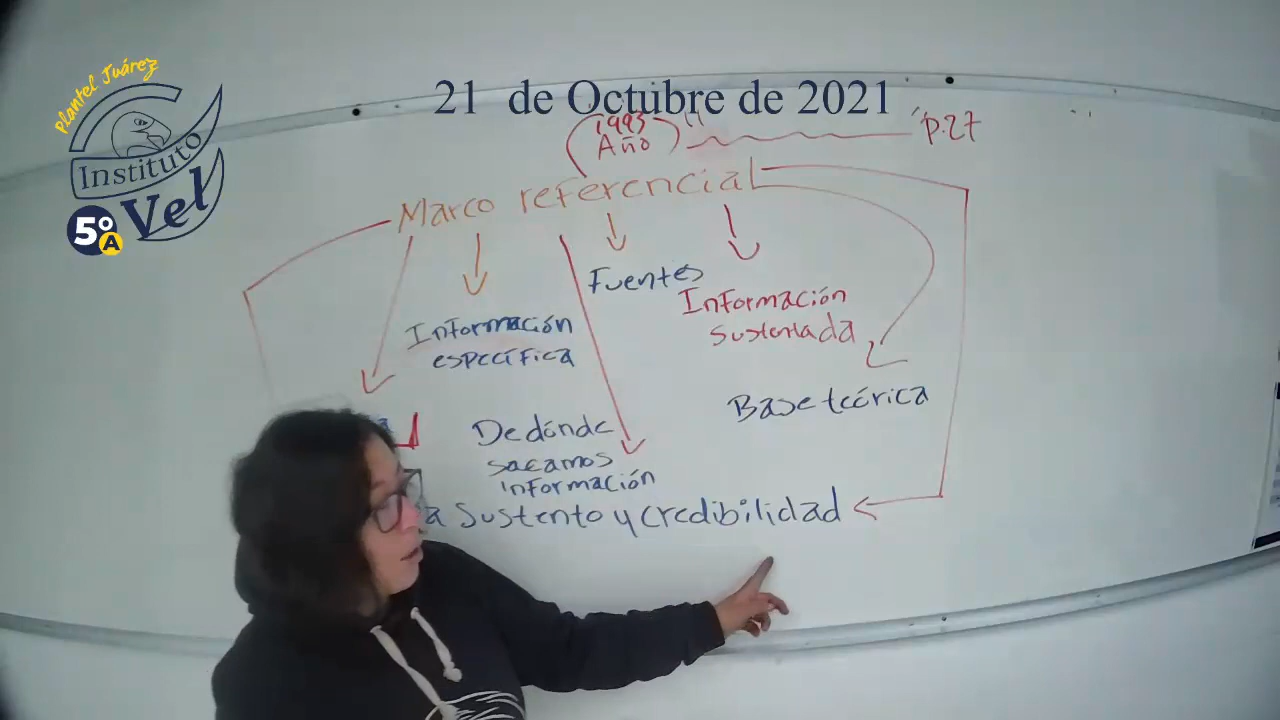 Plantel Juárez
Instituto
Vel
5º
A
21 de Octubre de 2021
1993
Año
" " p.27
Marco referencial
Fuentes
Información
sustentada
Información
específica
Base teórica
De dónde
sacamos
información
a sustento y credibilidad